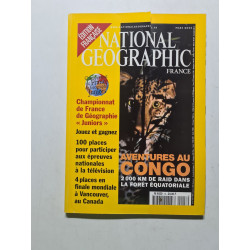 ÉDITION
FRANÇAISE
NATIONAL
GEOGRAPHIC
FRANCE
Championnat
de France
de Géographie
« Juniors »
Jouez et gagnez
100 places
pour participer
aux épreuves
nationales
à la télévision
4 places en
finale mondiale
à Vancouver,
au Canada
AVENTURES AU
CONGO
2 000 KM DE RAID DANS
LA FORÊT ÉQUATORIALE